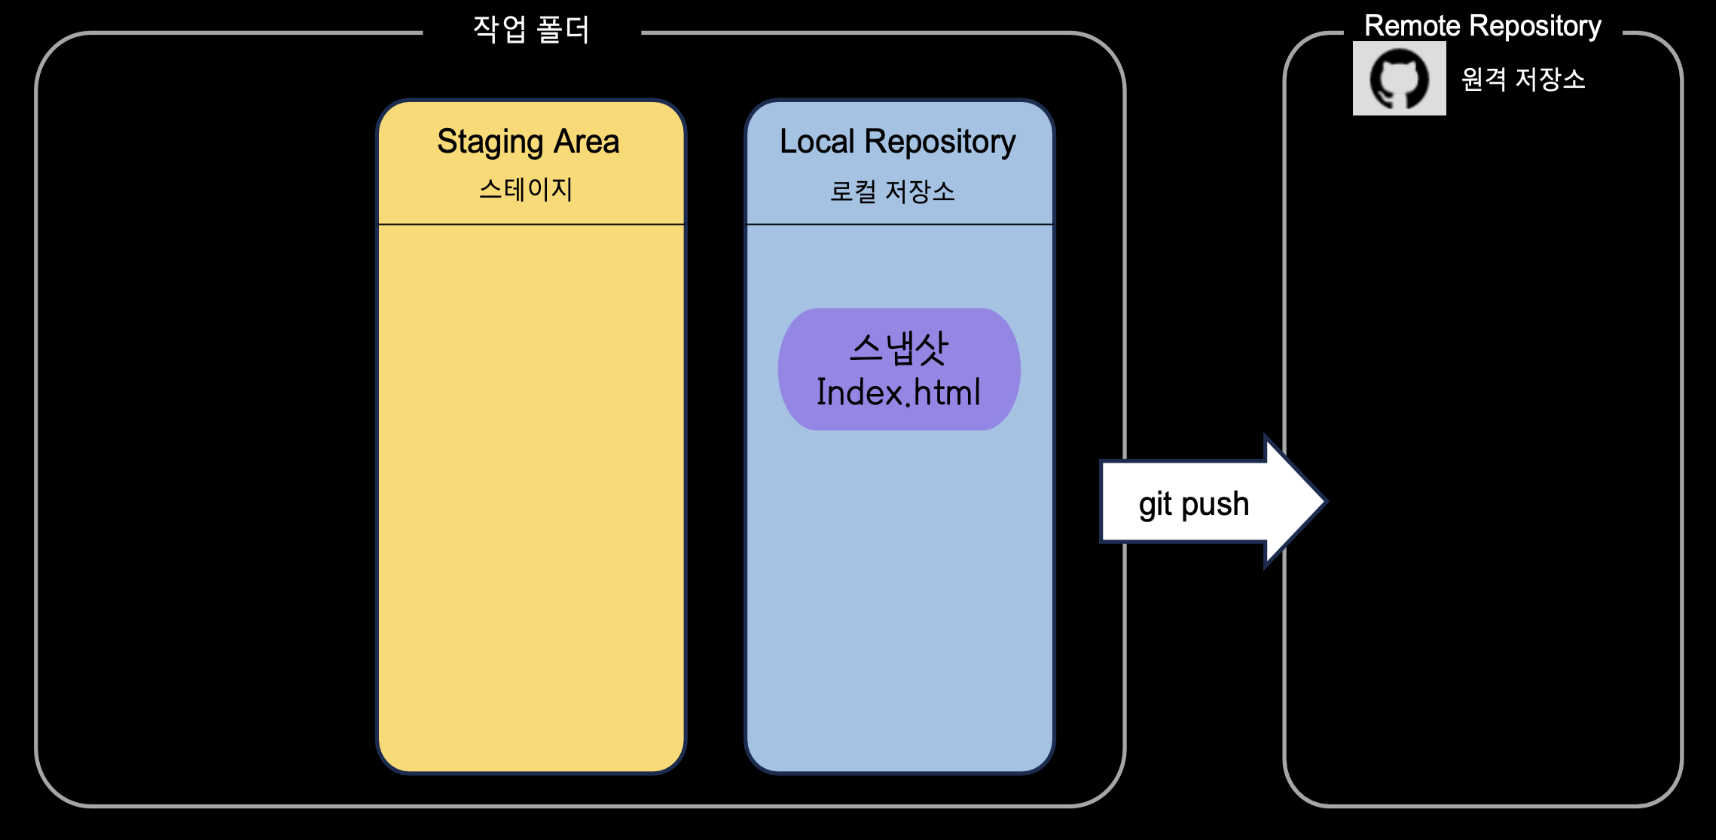 작업 폴더
Remote Repository
원격 저장소
Staging Area
스테이지
Local Repository
로컬 저장소
스냅샷
Index.html
git push